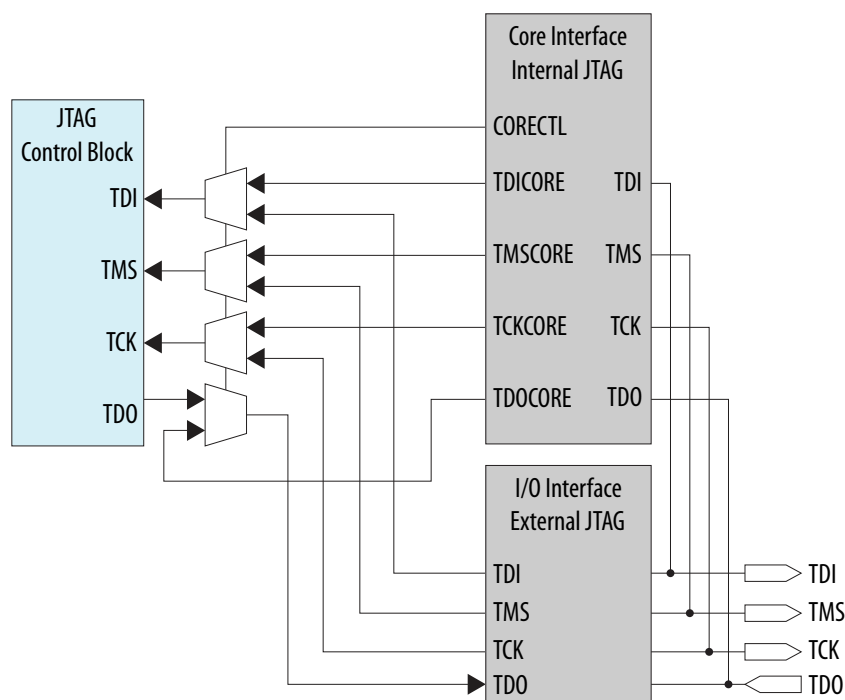 Core Interface
Internal JTAG
JTAG
Control Block
CORECTL
TDI
TDICORE
TDI
TMS
TMSCORE
TMS
TCK
TCKCORE
TCK
TDO
TDOCORE
TDO
I/O Interface
External JTAG
TDI
TDI
TMS
TMS
TCK
TCK
TDO
TDO